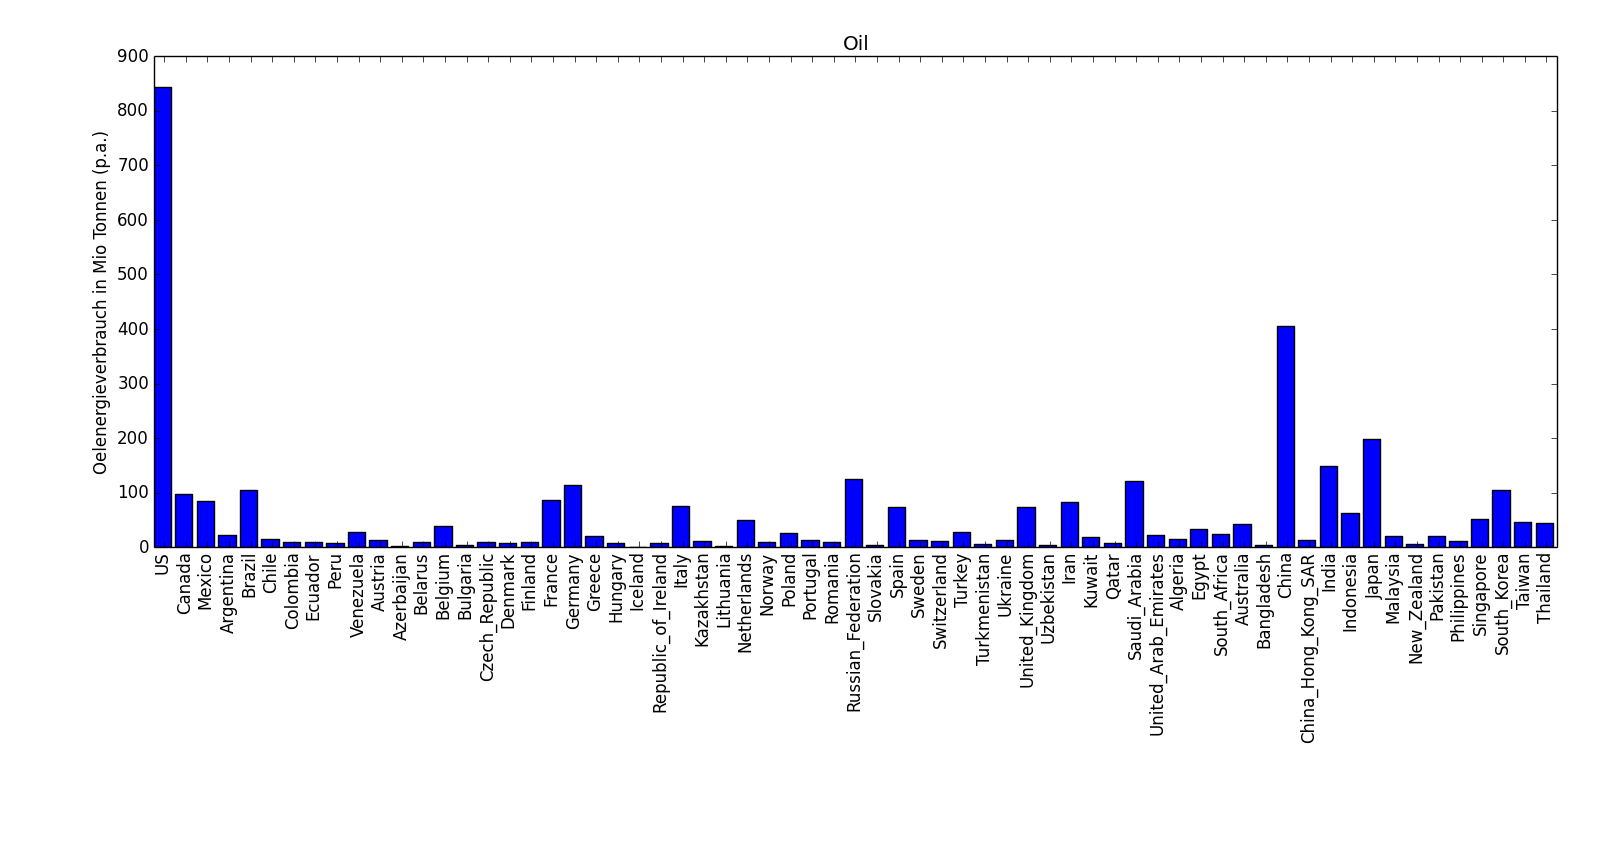 Oil
Oelenergieverbrauch in Mio Tonnen (p.a.)
900
800
700
600
500
400
300
200
100
0
US
Canada
Mexico
Argentina
Brazil
Chile
Colombia
Ecuador
Peru
Venezuela
Austria
Azerbaijan
Belarus
Belgium
Bulgaria
Czech_Republic
Denmark
Finland
France
Germany
Greece
Hungary
Iceland
Republic_of_Ireland
Italy
Kazakhstan
Lithuania
Netherlands
Norway
Poland
Portugal
Romania
Russian_Federation
Slovakia
Spain
Sweden
Switzerland
Turkey
Turkmenistan
Ukraine
United_Kingdom
Uzbekistan
Iran
Kuwait
Qatar
Saudi_Arabia
United_Arab_Emirates
Algeria
Egypt
South_Africa
Australia
Bangladesh
China
China_Hong_Kong_SAR
India
Indonesia
Japan
Malaysia
New_Zealand
Pakistan
Philippines
Singapore
South_Korea
Taiwan
Thailand